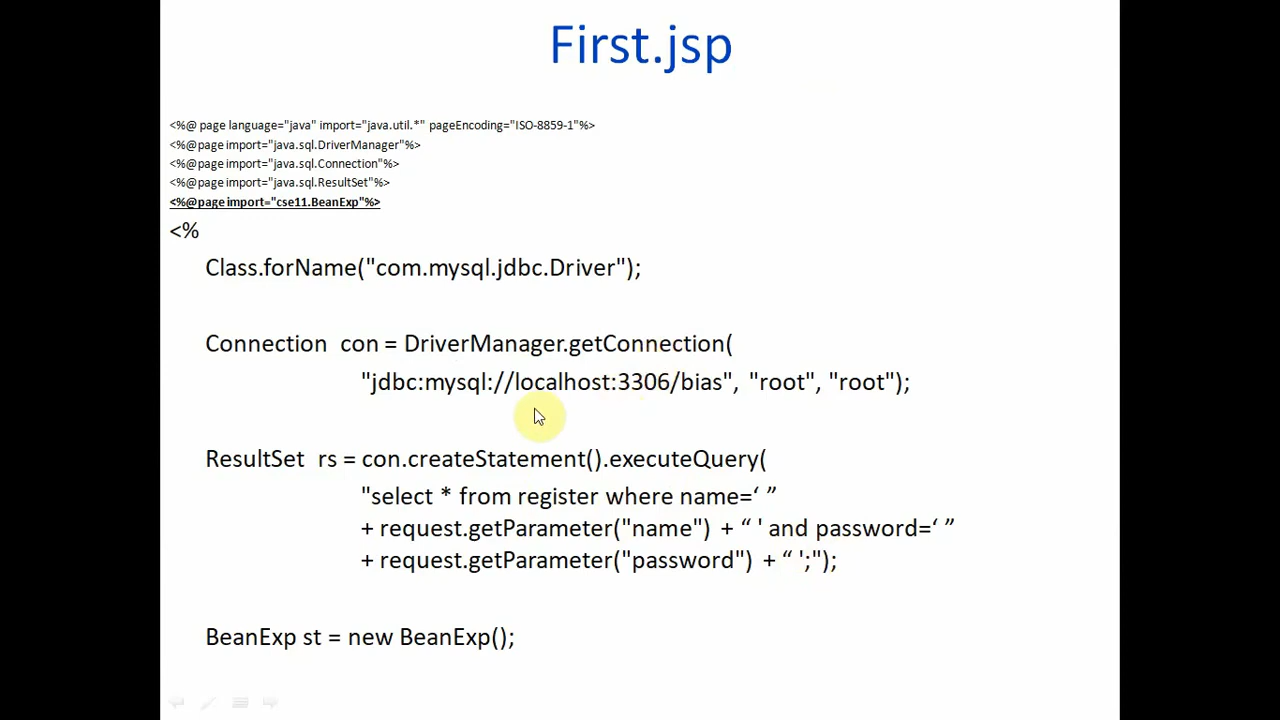 First.jsp
<%@ page language="java" import="java.util.*" pageEncoding="ISO-8859-1"%>
<%@page import="java.sql.DriverManager"%>
<%@page import="java.sql.Connection"%>
<%@page import="java.sql.ResultSet"%>
<%@page import="cse11.BeanExp"%>
<%
Class.forName("com.mysql.jdbc.Driver");
Connection con = DriverManager.getConnection(
"jdbc:mysql://localhost:3306/bias", "root", "root");
ResultSet rs = con.createStatement().executeQuery(
"select * from register where name=‘ ”
+ request.getParameter("name") + “ ' and password=‘ ”
+ request.getParameter("password") + “ ';");
BeanExp st = new BeanExp();